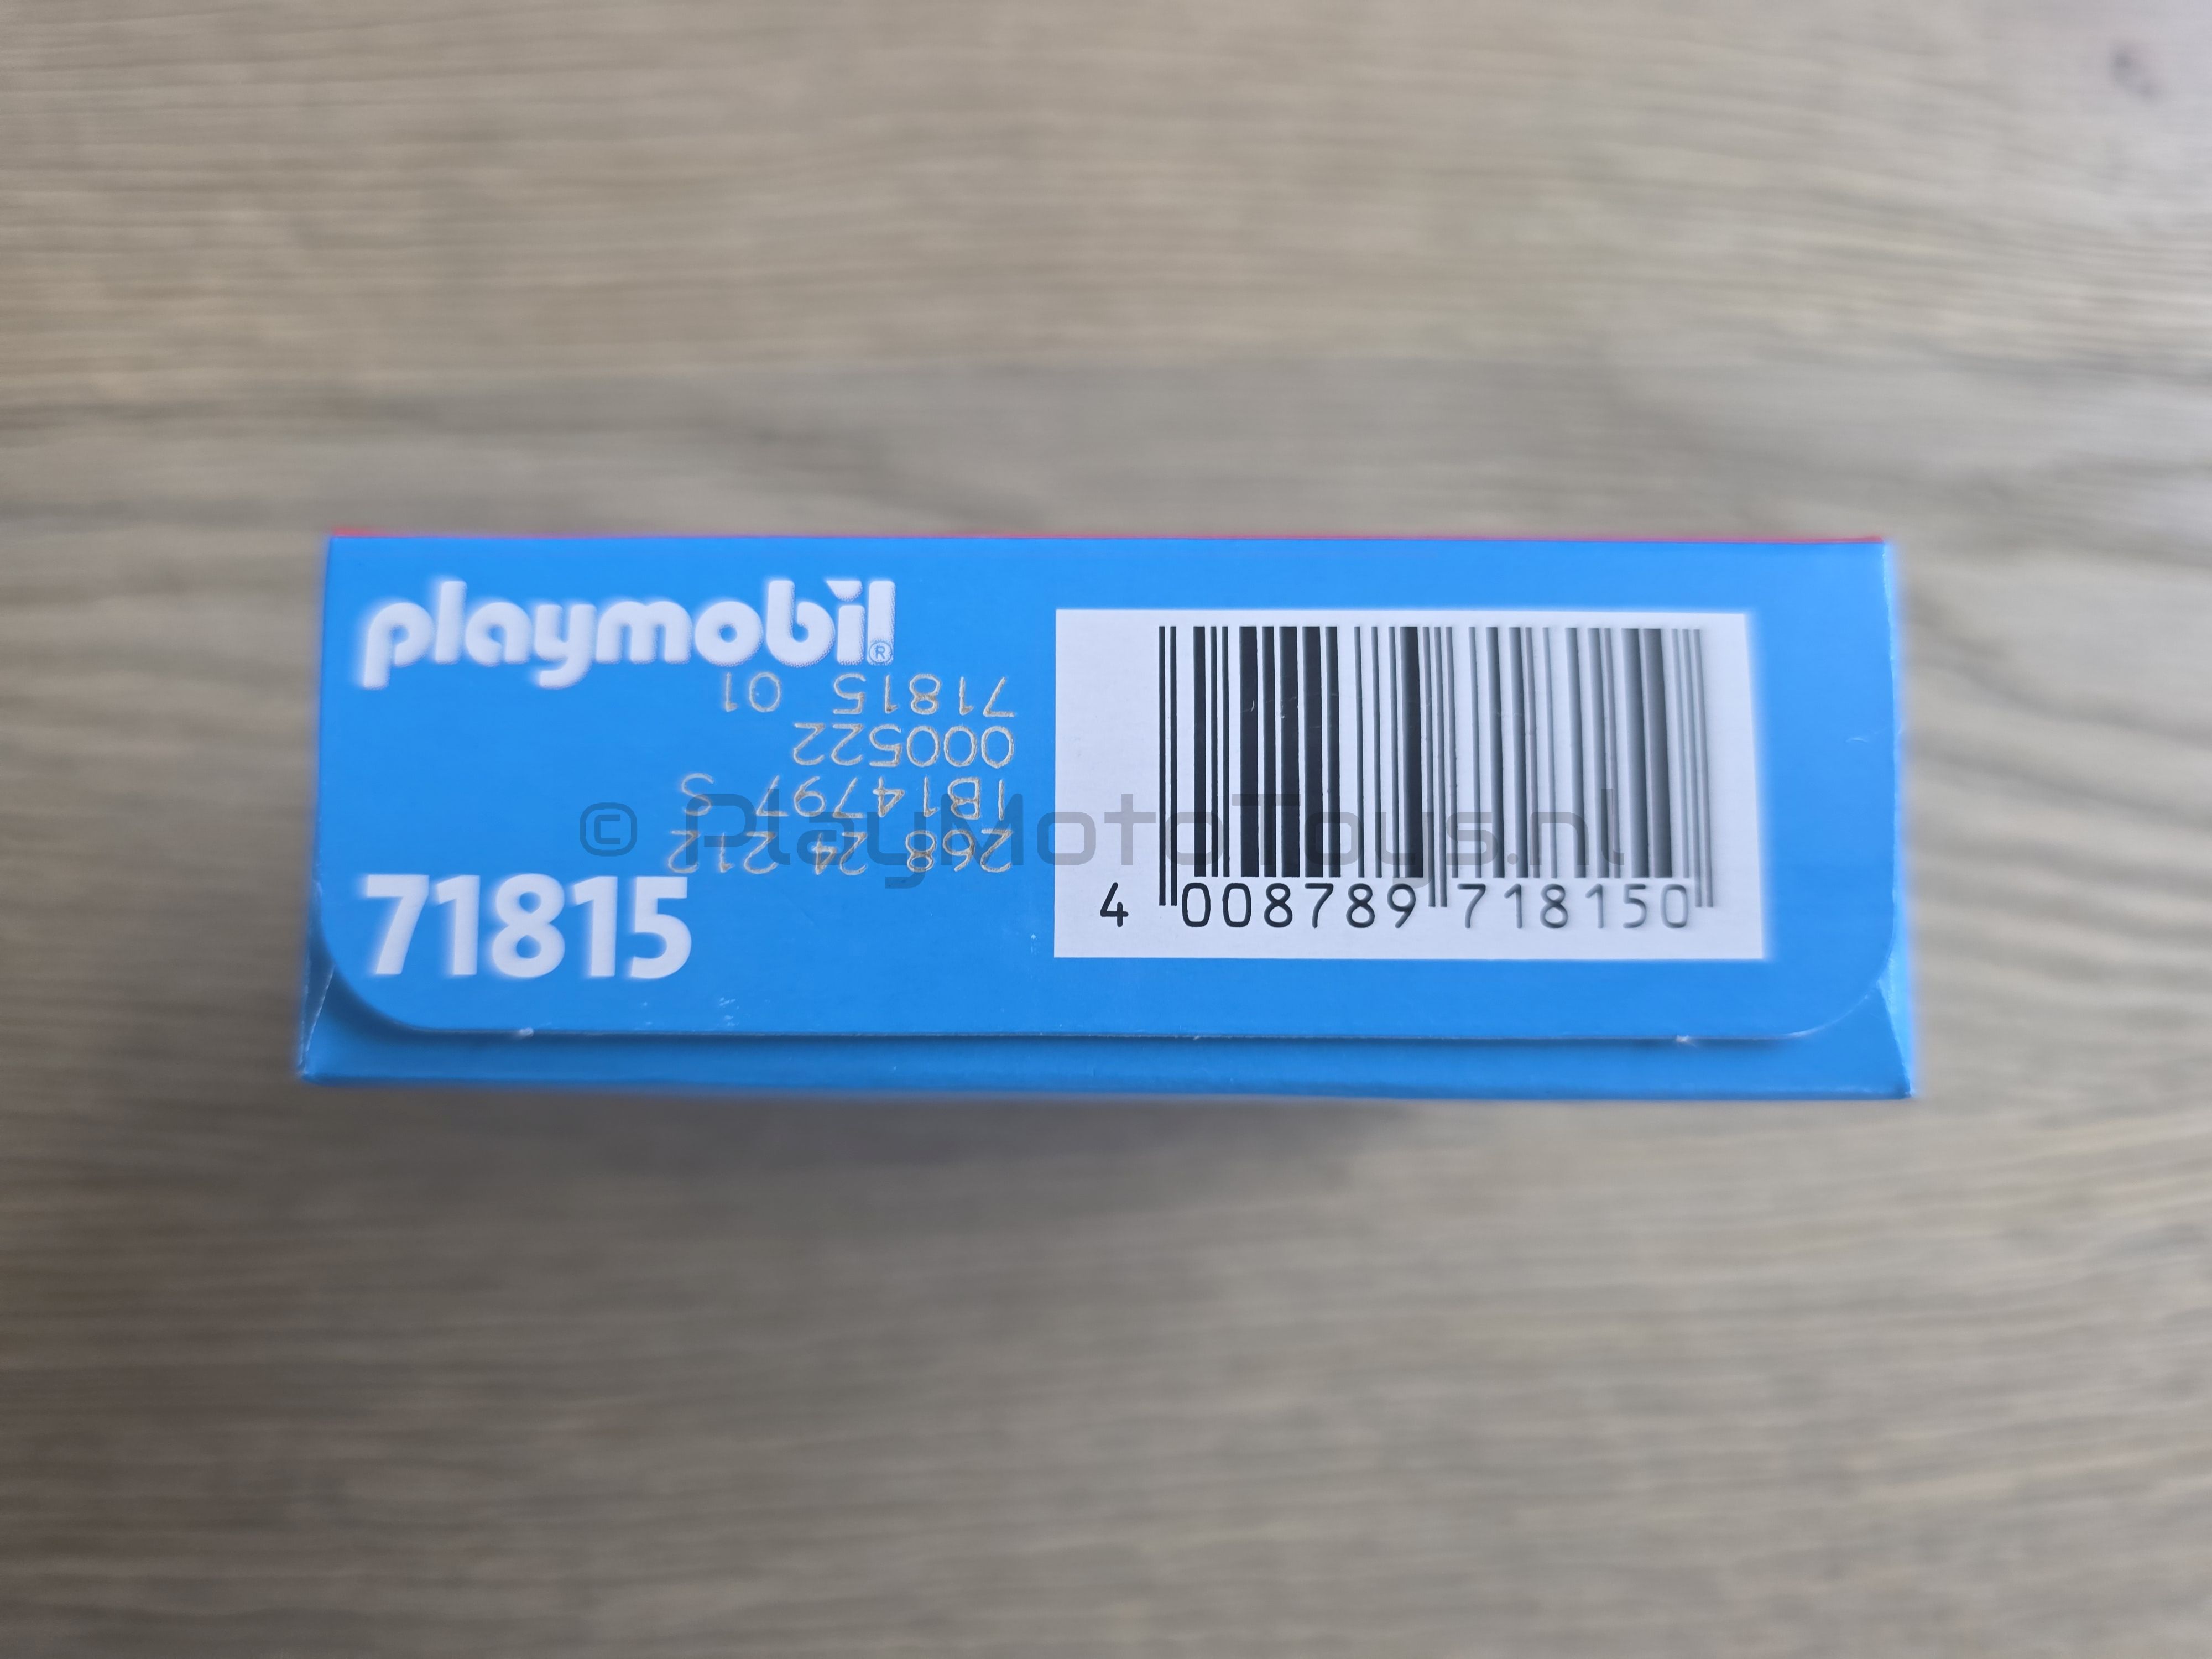 playmobil®
71815 01
000522
1B14797 S
268 24 212
© PlayMotoToys.nl
71815
4 008789 718150